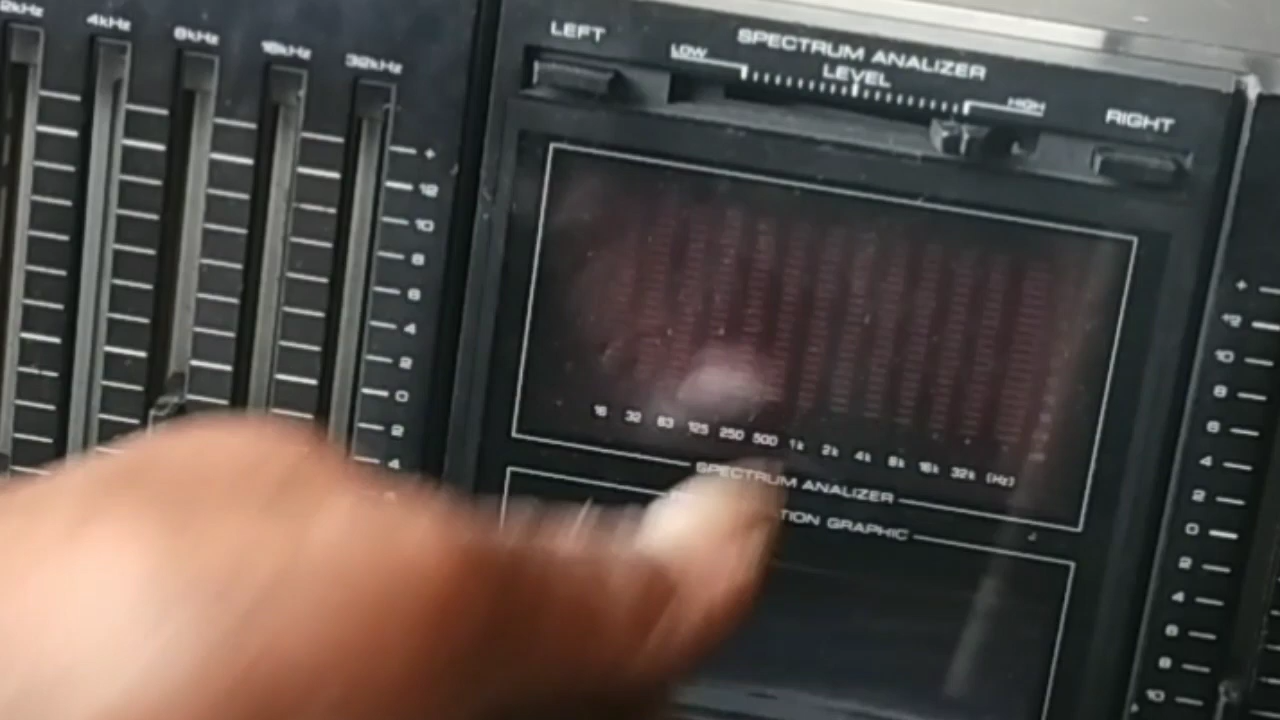 2kHz 4kHz 8kHz 16kHz 32kHz
LEFT
SPECTRUM ANALIZER
LOW
LEVEL
HIGH
RIGHT
+
12
10
8
6
4
2
0
2
4
16 32 63 125 250 500 1k 2k 4k 8k 16k 32k (Hz)
SPECTRUM ANALIZER
GRAPHIC
+
12
10
8
6
4
2
0
2
4
6
8
10